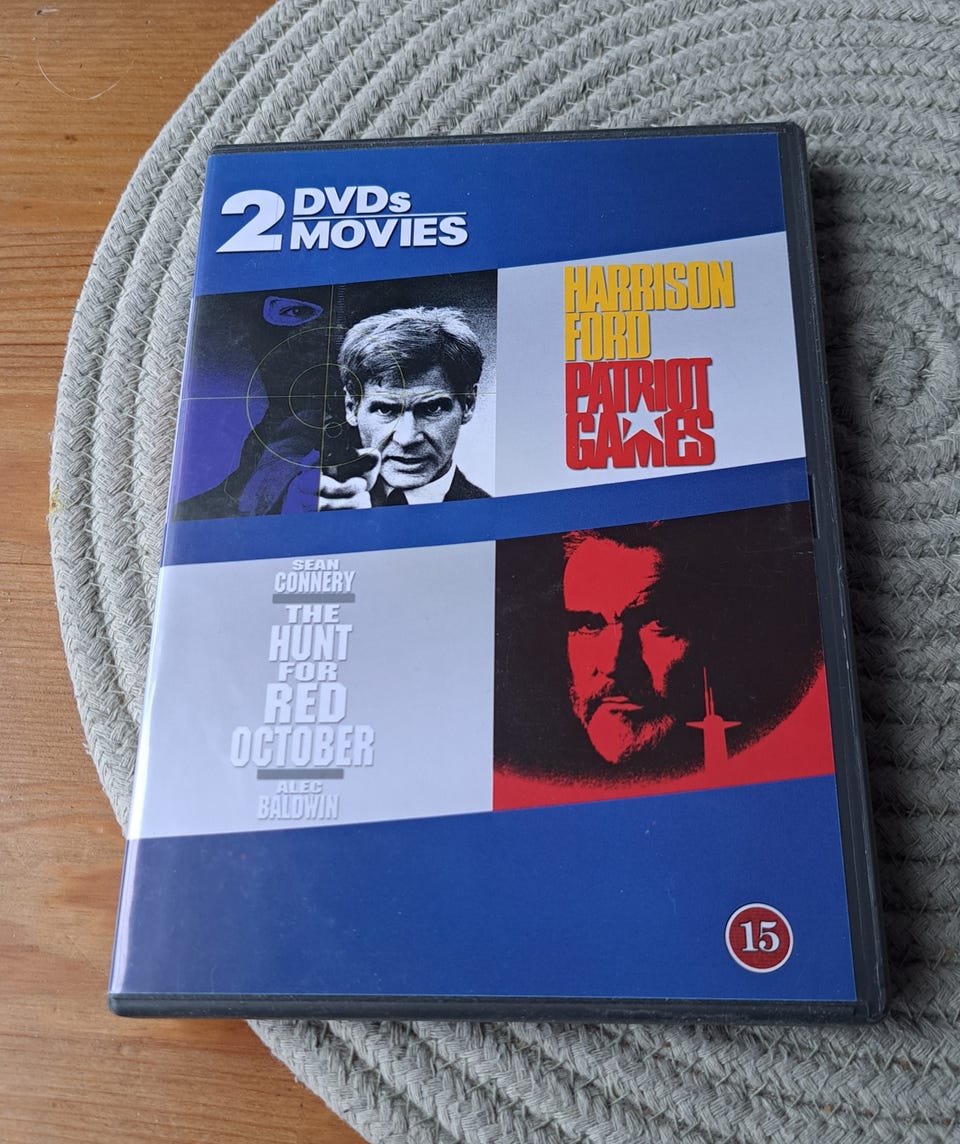 2 DVDs
MOVIES
HARRISON
FORD
PATRIOT
GAMES
SEAN
CONNERY
THE
HUNT
FOR
RED
OCTOBER
ALEC
BALDWIN
15